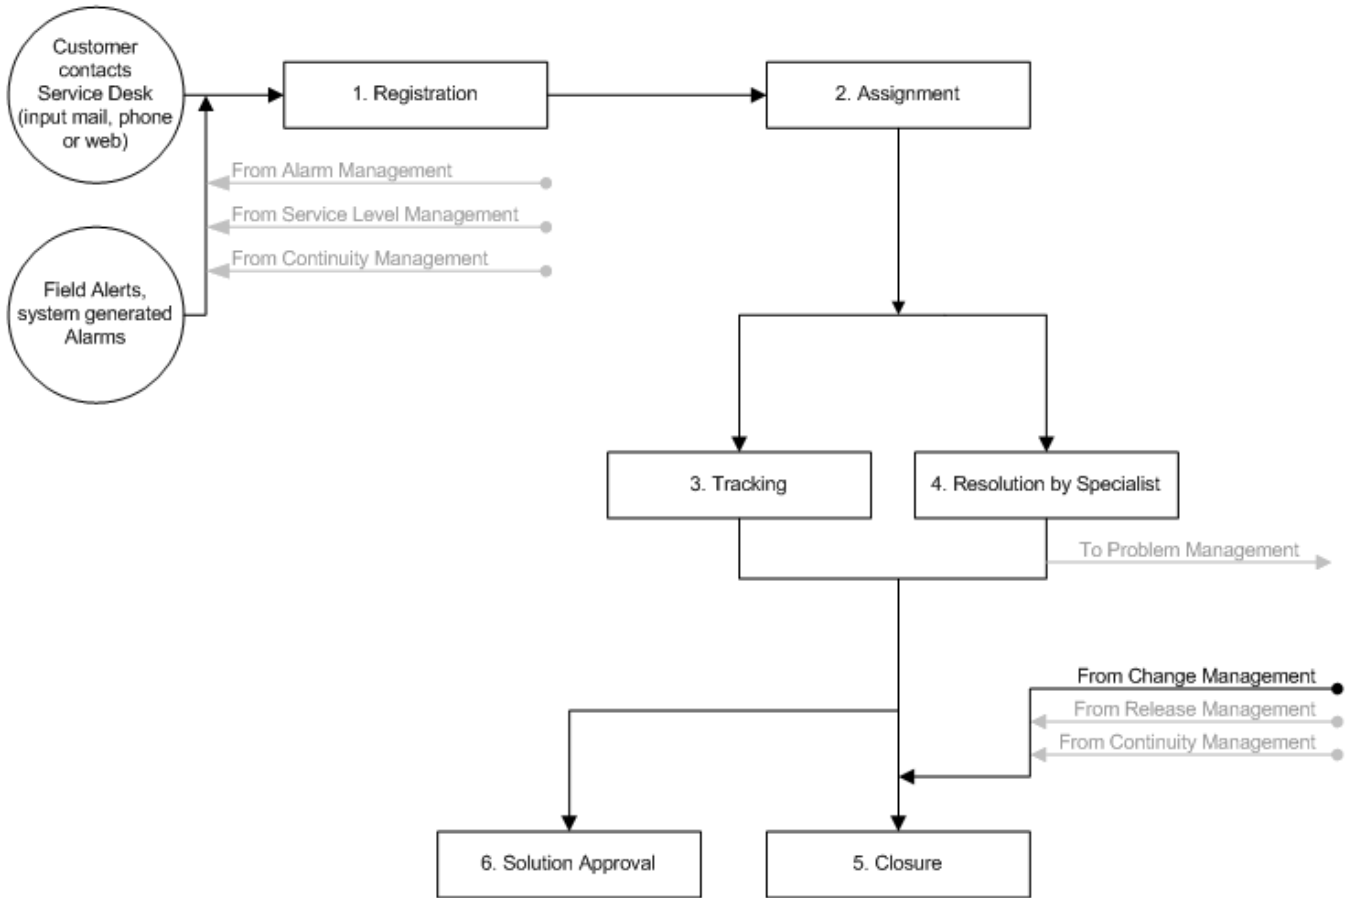 Customer
contacts
Service Desk
(input mail, phone
or web)
1. Registration
2. Assignment
From Alarm Management
From Service Level Management
From Continuity Management
Field Alerts,
system generated
Alarms
3. Tracking
4. Resolution by Specialist
To Problem Management
From Change Management
From Release Management
From Continuity Management
6. Solution Approval
5. Closure